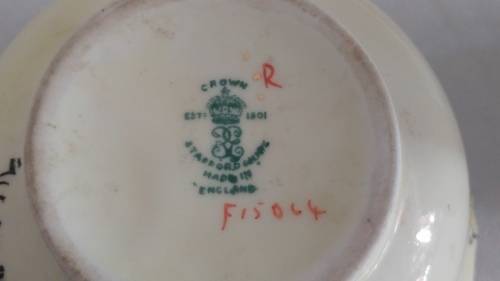 CROWN
R
ESTD 1801
STAFFORDSHIRE
MADE IN
ENGLAND
F15064